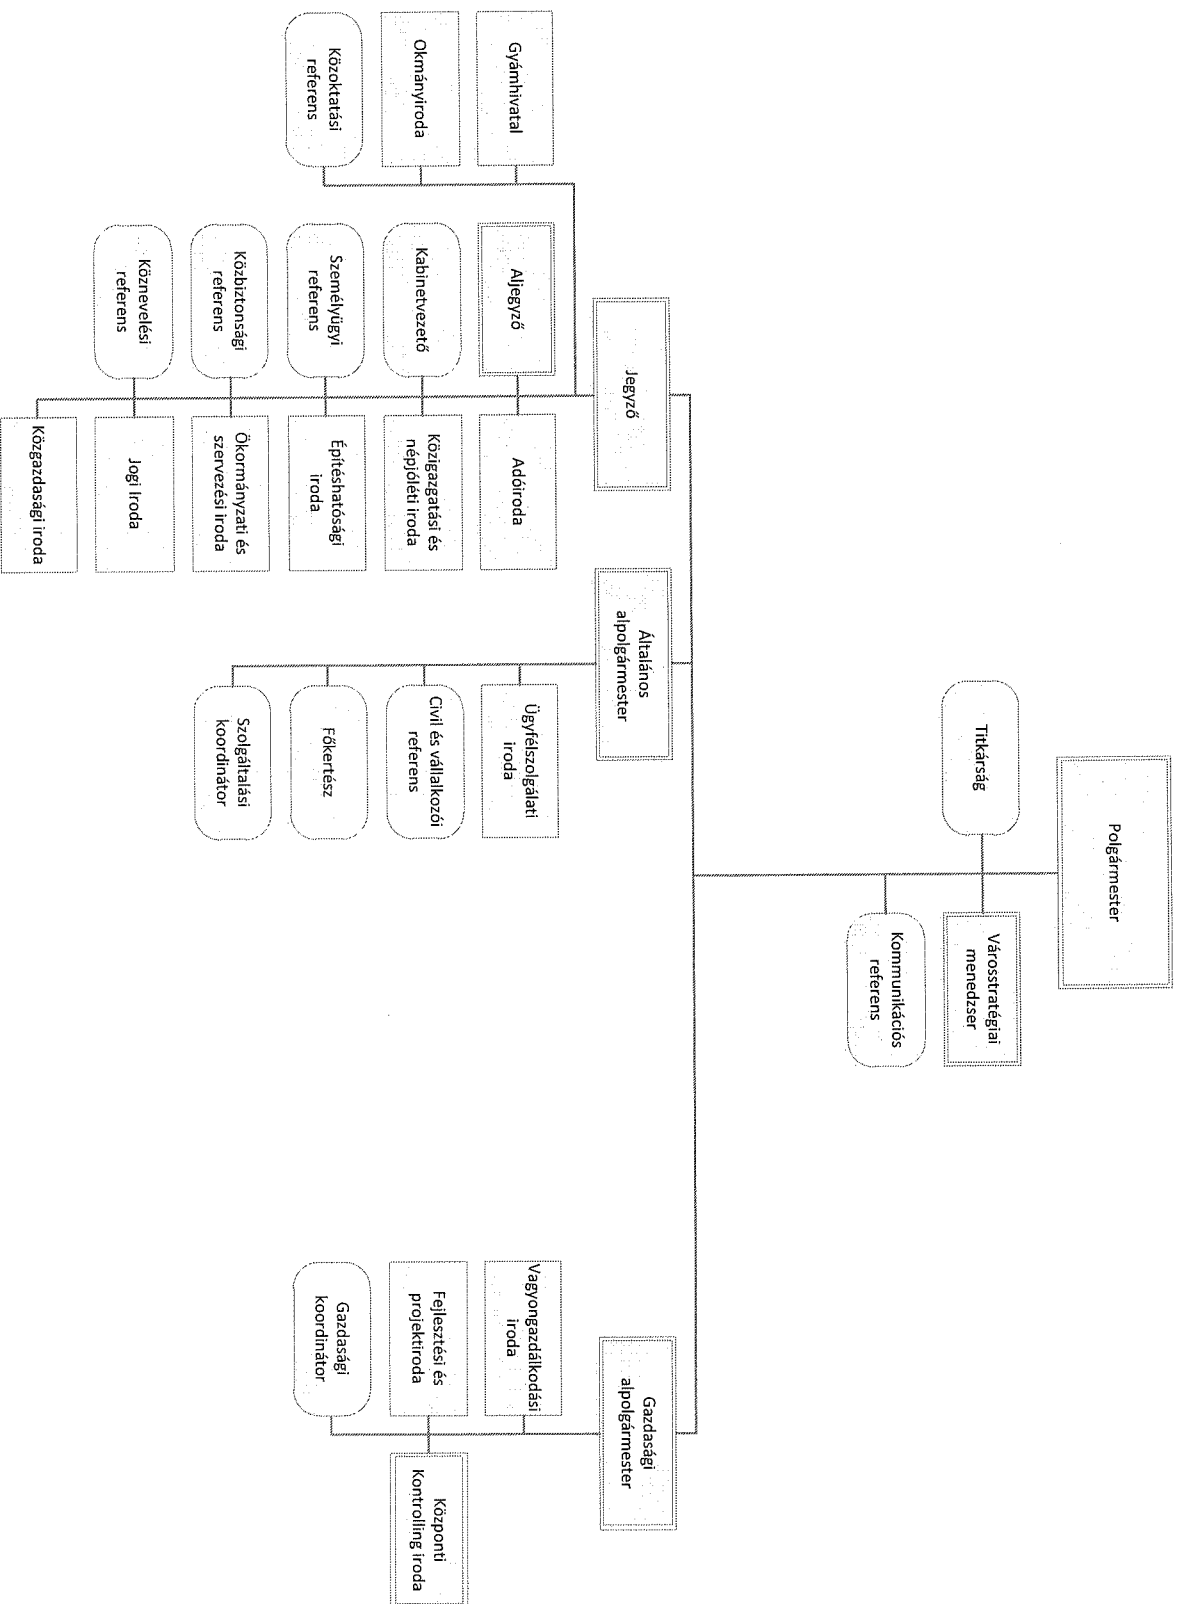 Polgármester
Titkárság
Városstratégiai
menedzser
Kommunikációs
referens
Jegyző
Általános
alpolgármester
Gazdasági
alpolgármester
Gyámhivatal
Okmányiroda
Közoktatási
referens
Aljegyző
Adóiroda
Kabinetvezető
Közigazgatási és
népjóléti iroda
Személyügyi
referens
Építéshatósági
iroda
Közbiztonsági
referens
Ökormányzati és
szervezési iroda
Köznevelési
referens
Jogi Iroda
Közgazdasági iroda
Ügyfélszolgálati
iroda
Civil és vállalkozói
referens
Főkertész
Szolgáltalási
koordinátor
Vagyongazdálkodási
iroda
Fejlesztési és
projektiroda
Központi
Kontrolling iroda
Gazdasági
koordinátor